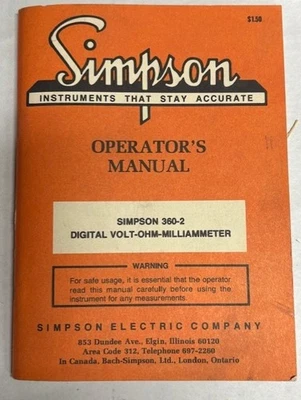 $1.50
Simpson
INSTRUMENTS THAT STAY ACCURATE
OPERATOR'S
MANUAL
SIMPSON 360-2
DIGITAL VOLT-OHM-MILLIAMMETER
WARNING
For safe usage, it is essential that the operator
read this manual carefully before using the
instrument for any measurements.
SIMPSON ELECTRIC COMPANY
853 Dundee Ave., Elgin, Illinois 60120
Area Code 312, Telephone 697-2260
In Canada, Bach-Simpson, Ltd., London, Ontario